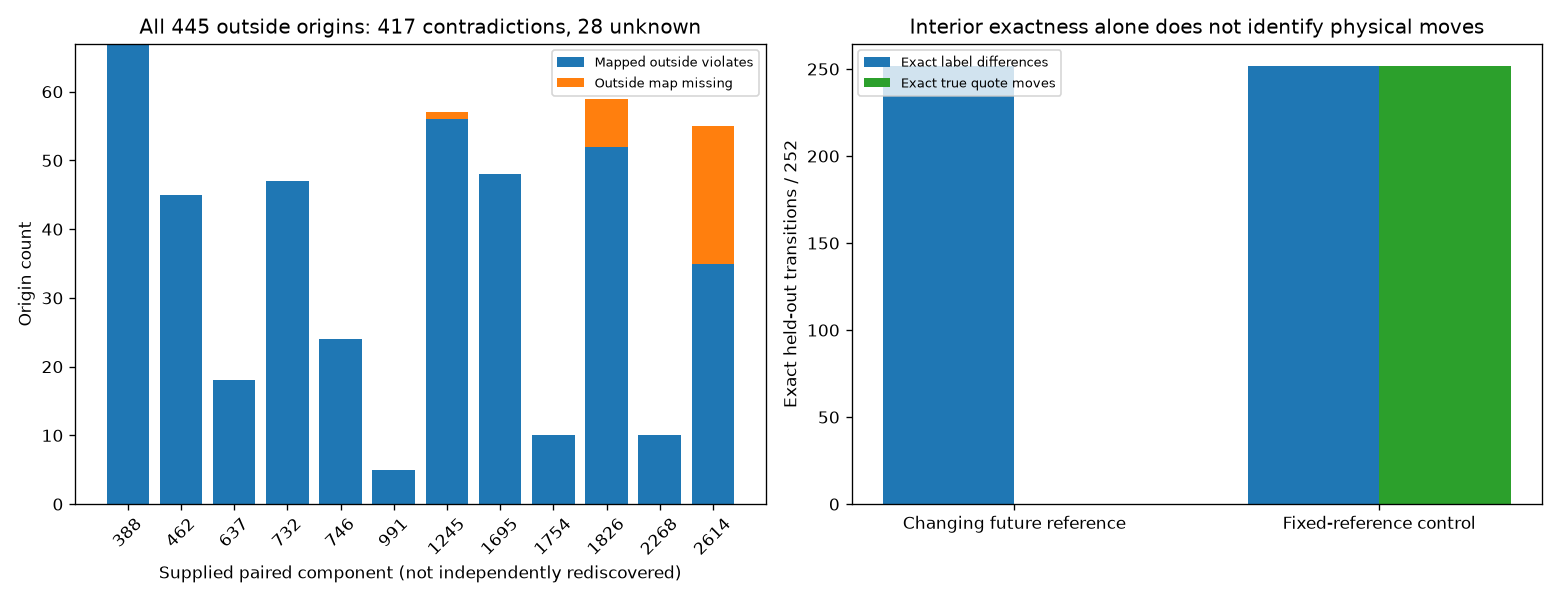 All 445 outside origins: 417 contradictions, 28 unknown
Mapped outside violates
Outside map missing
Origin count
60
50
40
30
20
10
0
388
462
637
732
746
991
1245
1695
1754
1826
2268
2614
Supplied paired component (not independently rediscovered)
Interior exactness alone does not identify physical moves
Exact label differences
Exact true quote moves
Exact held-out transitions / 252
250
200
150
100
50
0
Changing future reference
Fixed-reference control